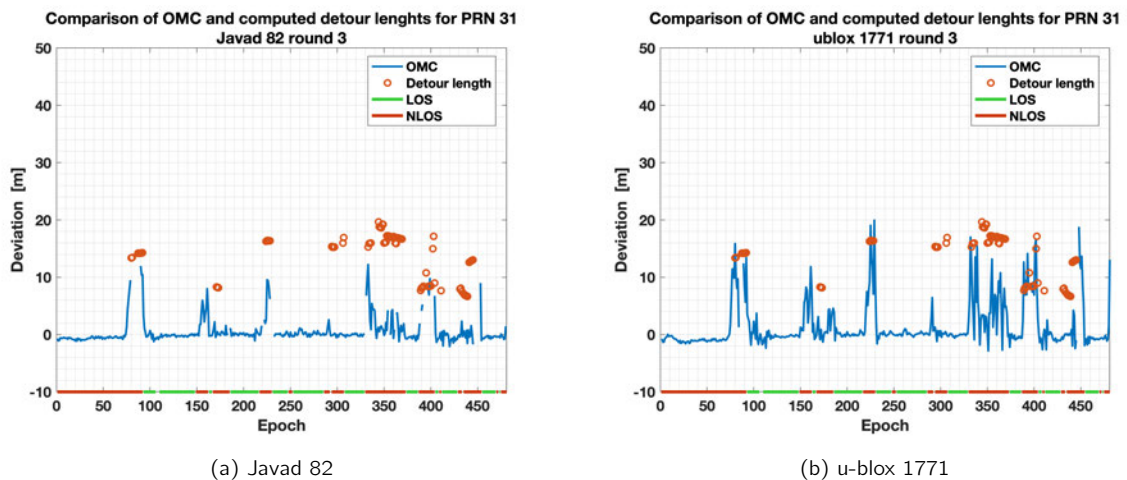 Comparison of OMC and computed detour lenghts for PRN 31
Javad 82 round 3
50
40
30
20
10
0
-10
Deviation [m]
OMC
Detour length
LOS
NLOS
0 50 100 150 200 250 300 350 400 450
Epoch
(a) Javad 82
Comparison of OMC and computed detour lenghts for PRN 31
ublox 1771 round 3
50
40
30
20
10
0
-10
Deviation [m]
OMC
Detour length
LOS
NLOS
0 50 100 150 200 250 300 350 400 450
Epoch
(b) u-blox 1771